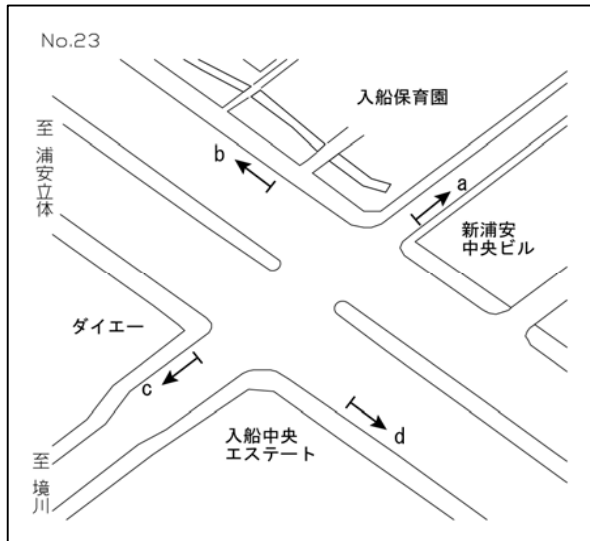 No.23
入船保育園
至 浦安立体
b
a
新浦安
中央ビル
ダイエー
c
d
入船中央
エステート
至 境川